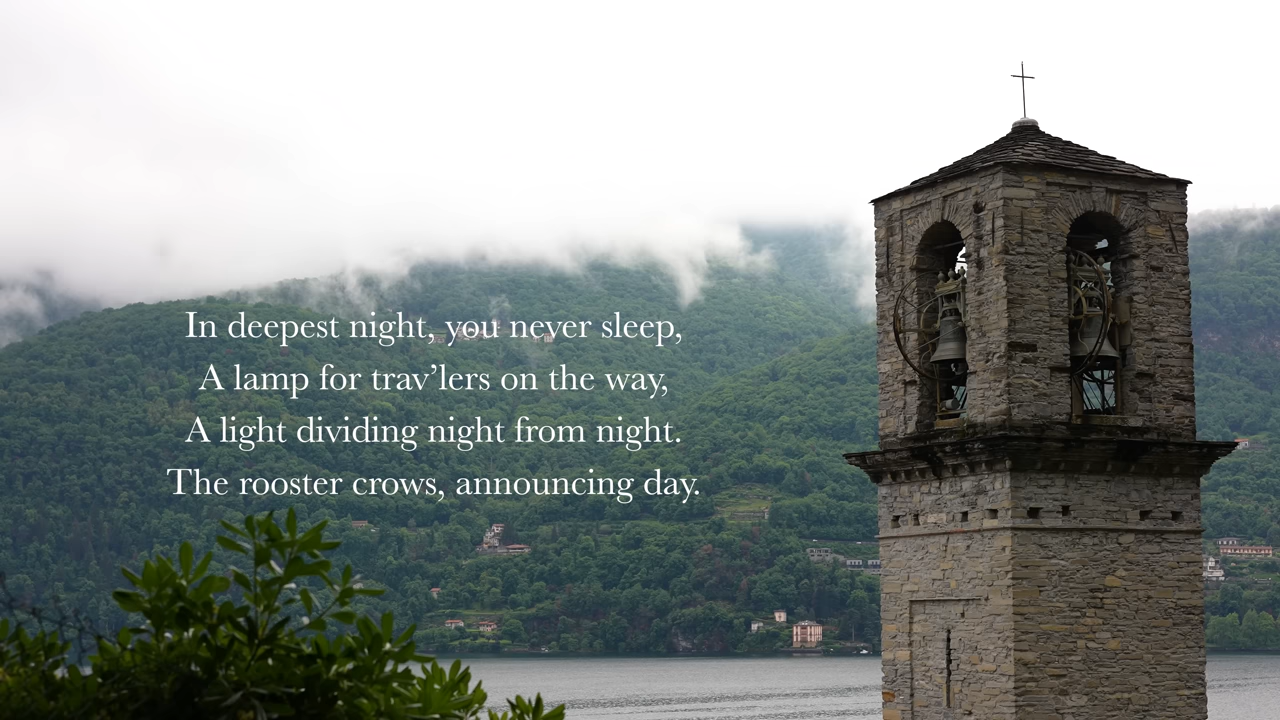 In deepest night, you never sleep,
A lamp for trav’lers on the way,
A light dividing night from night.
The rooster crows, announcing day.